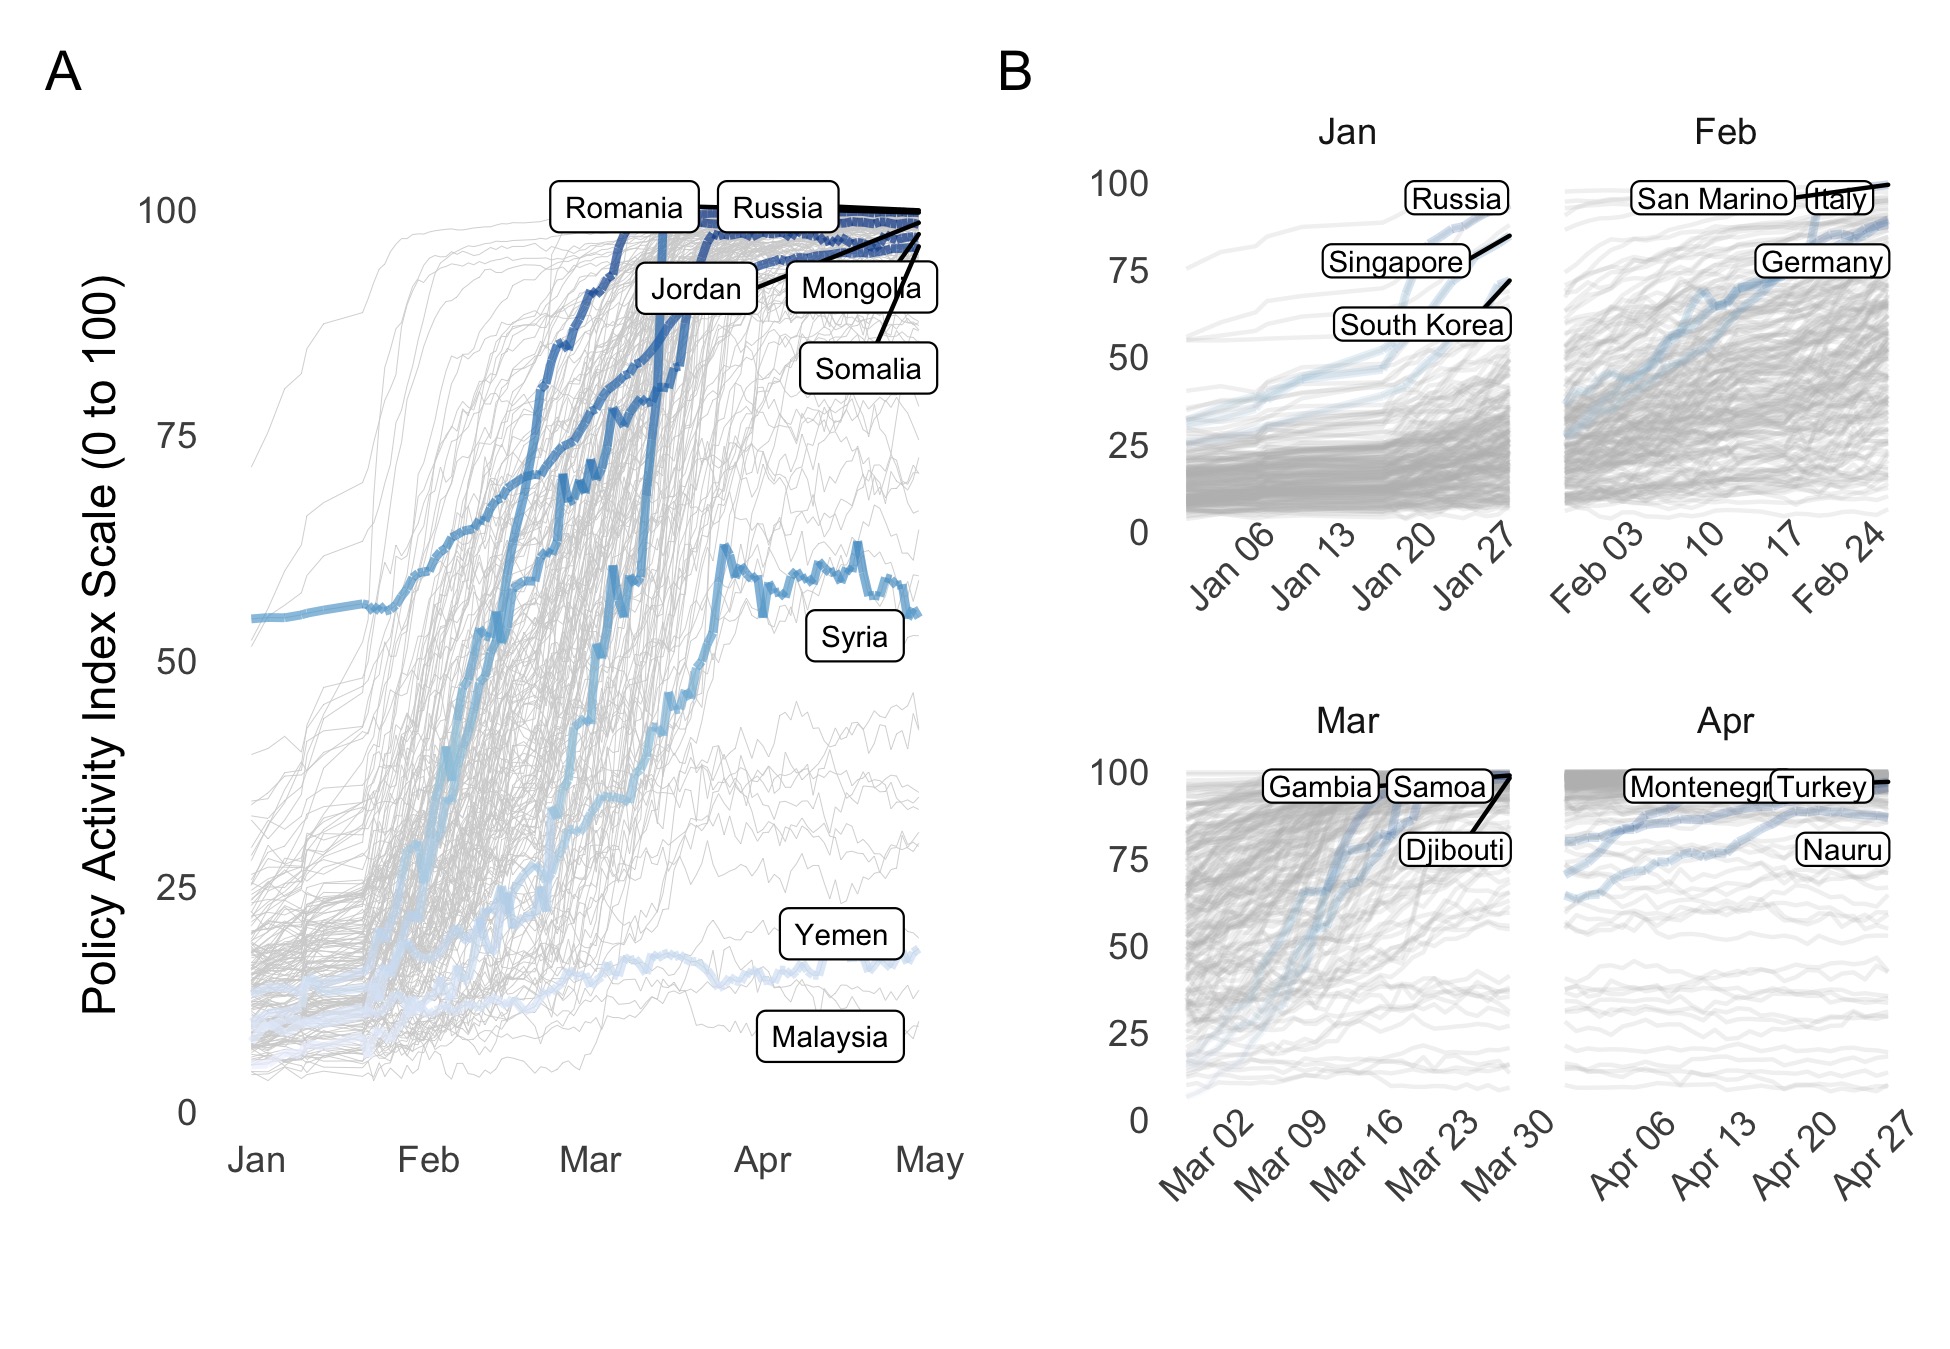 A
Policy Activity Index Scale (0 to 100)
100
75
50
25
0
Jan Feb Mar Apr May
Romania Russia
Jordan Mongolia
Somalia
Syria
Yemen
Malaysia
B
Jan
100
75
50
25
0
Russia
Singapore
South Korea
Jan 06 Jan 13 Jan 20 Jan 27
Feb
San Marino Italy
Germany
Feb 03 Feb 10 Feb 17 Feb 24
Mar
100
75
50
25
0
Gambia Samoa
Djibouti
Mar 02 Mar 09 Mar 16 Mar 23 Mar 30
Apr
Montenegr Turkey
Nauru
Apr 06 Apr 13 Apr 20 Apr 27